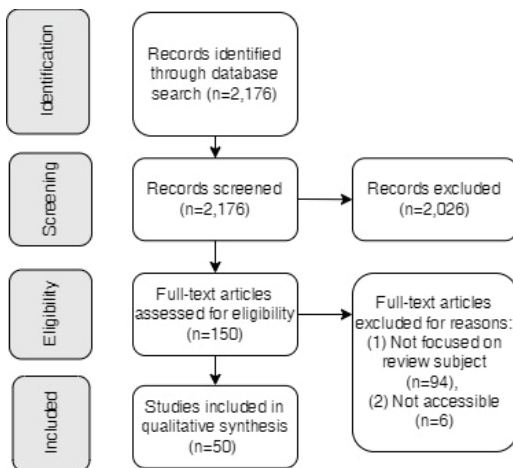 Identification
Records identified
through database
search (n=2,176)
Screening
Records screened
(n=2,176)
Records excluded
(n=2,026)
Eligibility
Full-text articles
assessed for eligibility
(n=150)
Full-text articles
excluded for reasons:
(1) Not focused on
review subject
(n=94),
(2) Not accessible
(n=6)
Included
Studies included in
qualitative synthesis
(n=50)